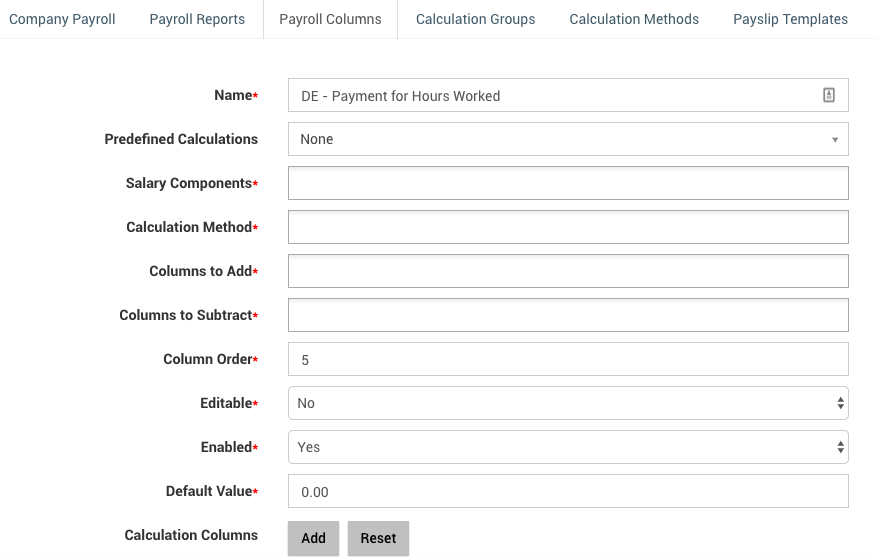 Company Payroll Payroll Reports Payroll Columns Calculation Groups Calculation Methods Payslip Templates
Name* DE - Payment for Hours Worked
Predefined Calculations None
Salary Components*
Calculation Method*
Columns to Add*
Columns to Subtract*
Column Order* 5
Editable* No
Enabled* Yes
Default Value* 0.00
Calculation Columns Add Reset